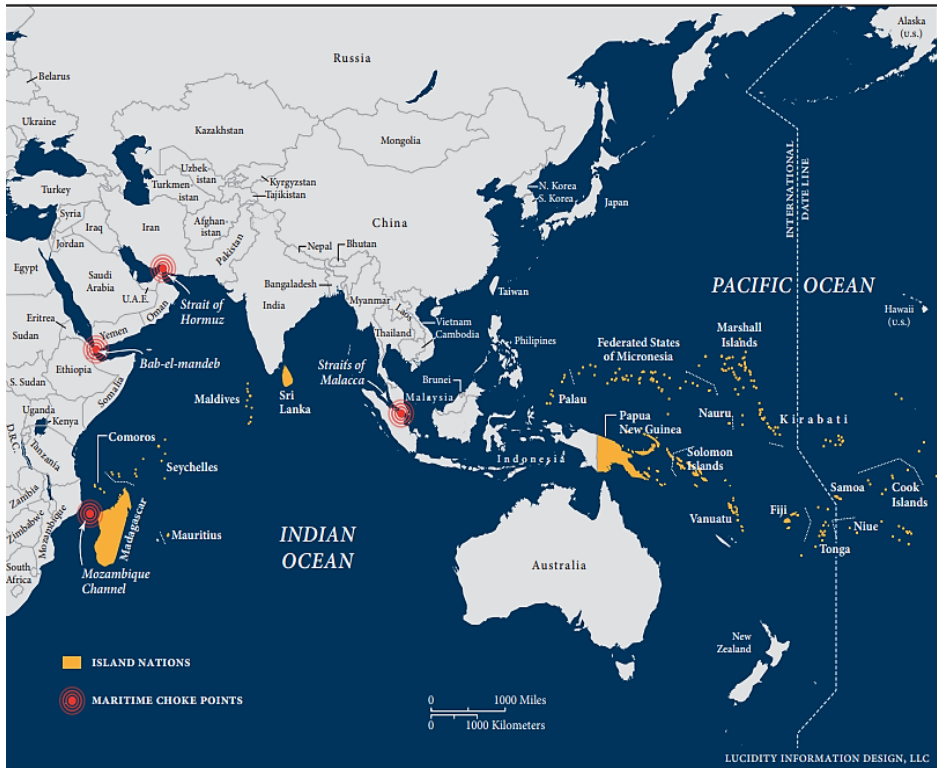 Alaska
(U.S.)
Russia
Belarus
Ukraine
Kazakhstan
Mongolia
Uzbek-
istan
Turkmen-
istan
Kyrgyzstan
Tajikistan
Turkey
Syria
Iraq
Iran
Afghan-
istan
Jordan
Pakistan
China
N. Korea
S. Korea
Japan
INTERNATIONAL
DATE LINE
Nepal
Bhutan
Egypt
Saudi
Arabia
U.A.E.
Oman
Strait of
Hormuz
Bangladesh
India
Myanmar
Laos
Taiwan
PACIFIC OCEAN
Hawaii
(U.S.)
Eritrea
Sudan
Yemen
Bab-el-mandeb
Ethiopia
Somalia
S. Sudan
Thailand
Vietnam
Cambodia
Philipines
Federated States
of Micronesia
Marshall
Islands
Straits of
Malacca
Brunei
Malaysia
Maldives
Sri
Lanka
Palau
Uganda
Kenya
D.R.C.
Tanzania
Comoros
Seychelles
Papua
New Guinea
Nauru
Kirabati
Indonesia
Solomon
Islands
Zambia
Zimbabwe
Mozambique
Madagascar
Mauritius
Samoa
Cook
Islands
Vanuatu
Fiji
Niue
Tonga
INDIAN
OCEAN
South
Africa
Mozambique
Channel
Australia
New
Zealand
ISLAND NATIONS
MARITIME CHOKE POINTS
0 1000 Miles
0 1000 Kilometers
LUCIDITY INFORMATION DESIGN, LLC